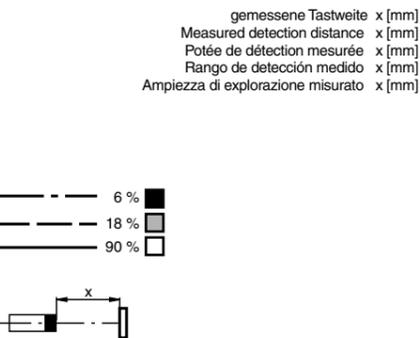 gemessene Tastweite x [mm]
Measured detection distance x [mm]
Potée de détection mesurée x [mm]
Rango de detección medido x [mm]
Ampiezza di explorazione misurato x [mm]
6 %
18 %
90 %
x